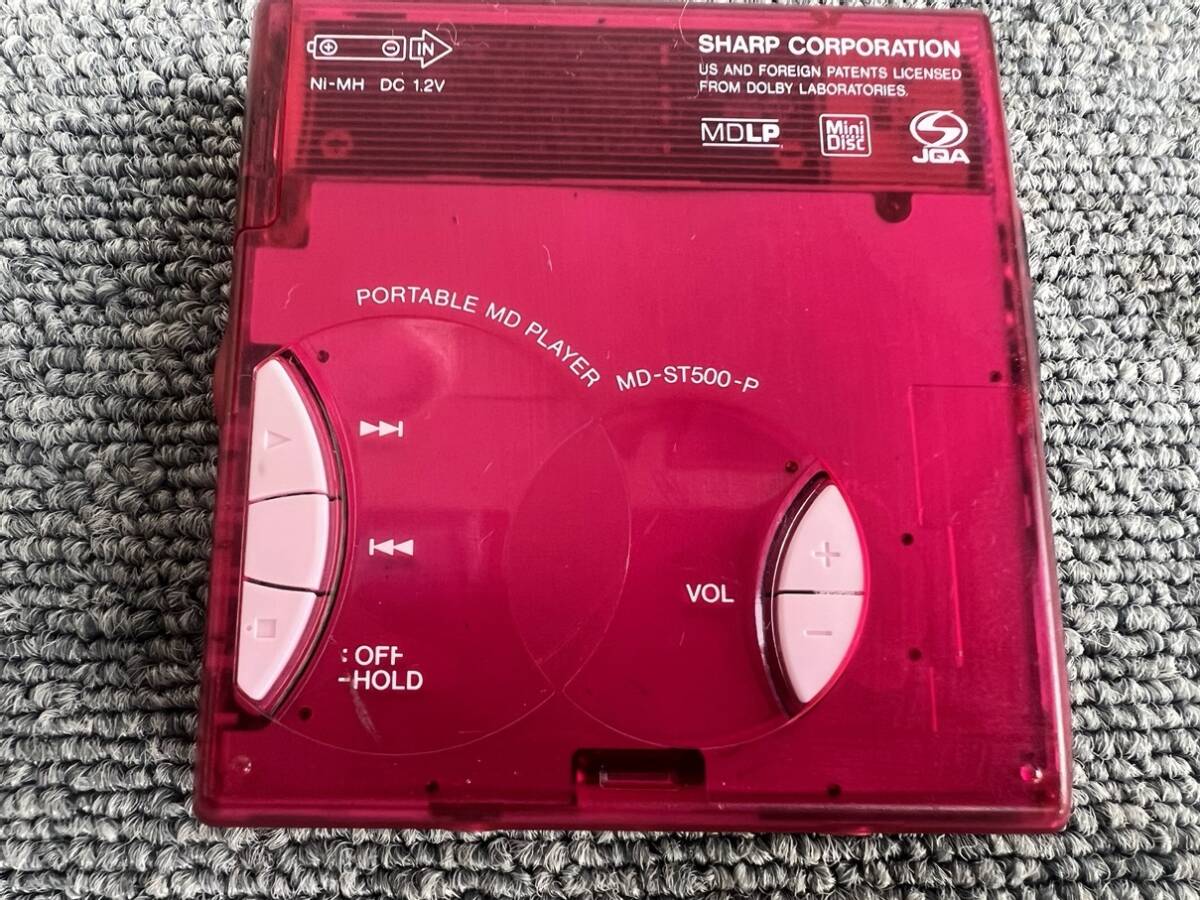 IN
Ni-MH DC 1.2V
SHARP CORPORATION
US AND FOREIGN PATENTS LICENSED
FROM DOLBY LABORATORIES.
MDLP
Mini
Disc
JQA
PORTABLE MD PLAYER
MD-ST500-P
VOL
: OFF
-HOLD